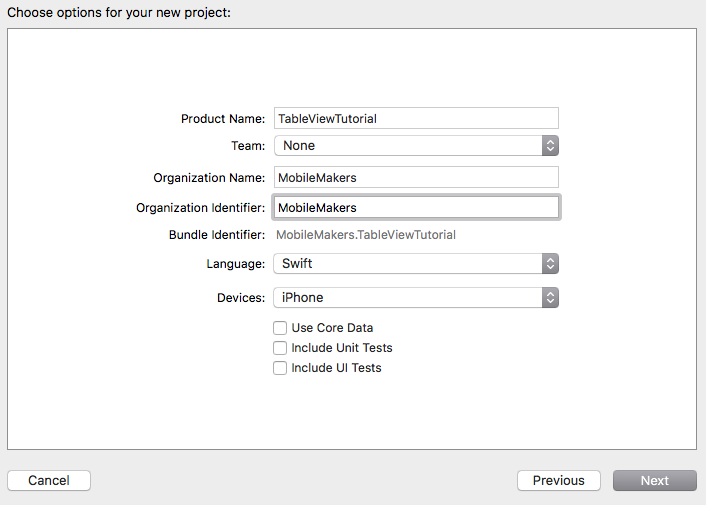 Choose options for your new project:
Product Name: TableViewTutorial
Team: None
Organization Name: MobileMakers
Organization Identifier: MobileMakers
Bundle Identifier: MobileMakers.TableViewTutorial
Language: Swift
Devices: iPhone
Use Core Data
Include Unit Tests
Include UI Tests
Cancel Previous Next